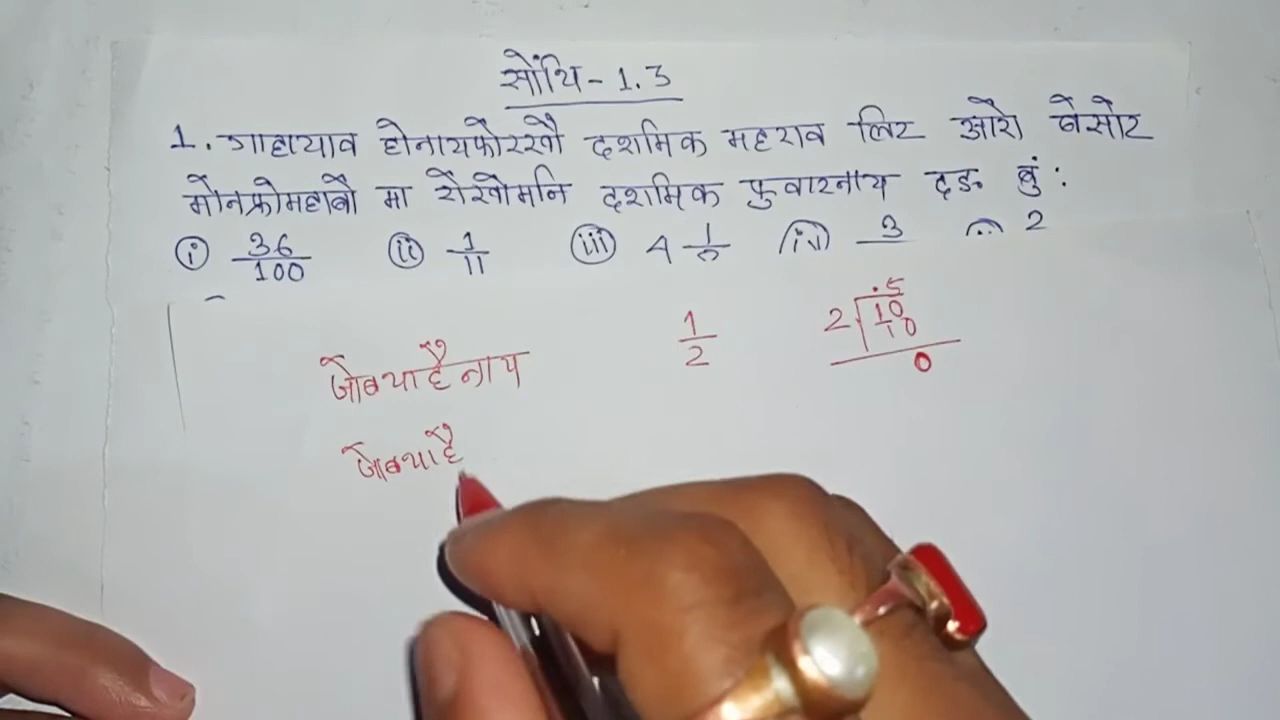 सोंथि - 1.3
1. गाहायाव होनायफोरखौ दशमिक महराव लिर आरो बेसोर
मोनफ्रोमहाबौ मा रोखोमनि दशमिक फुवारनाय दङ बुं :
(i) 36/100 (ii) 1/11 (iii) 4 1/ (iv) 3/ 2
1/2 2 .5 10
10
0
जोबथाहैनाय
जोबथाहै